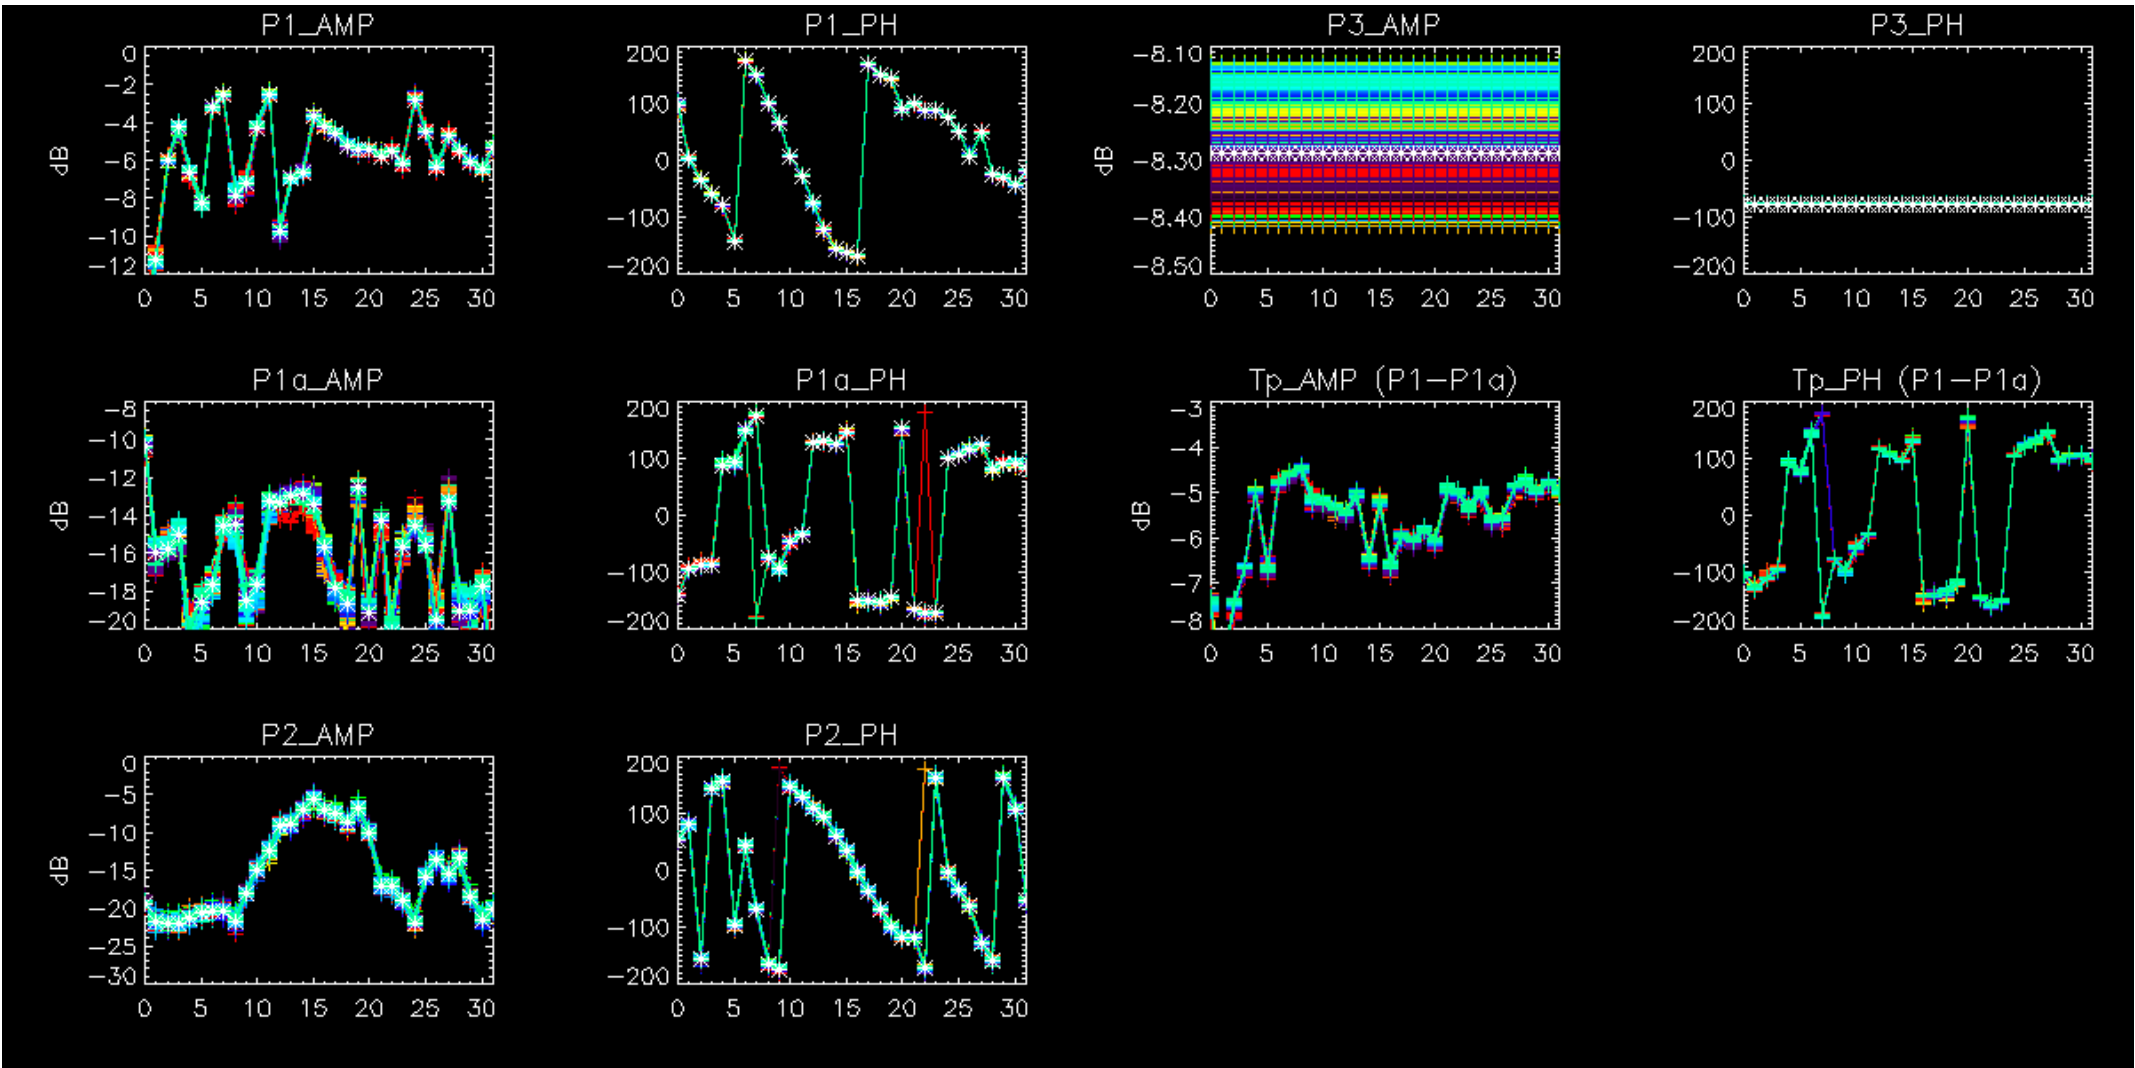 P1_AMP P1_PH P3_AMP P3_PH
0 200 -8.10 200
-2
100 -8.20 100
-4
dB -6 0 dB -8.30 0
-8
-100 -8.40 -100
-10
-12 -200 -8.50 -200
0 5 10 15 20 25 30 0 5 10 15 20 25 30 0 5 10 15 20 25 30 0 5 10 15 20 25 30
P1a_AMP P1a_PH Tp_AMP (P1-P1a) Tp_PH (P1-P1a)
-8 200 -3 200
-10
100 -4 100
-12
dB -14 0 dB -5 0
-16 -6
-100 -100
-18 -7
-20 -200 -8 -200
0 5 10 15 20 25 30 0 5 10 15 20 25 30 0 5 10 15 20 25 30 0 5 10 15 20 25 30
P2_AMP P2_PH
0 200
-5
100
-10
dB -15 0
-20
-100
-25
-30 -200
0 5 10 15 20 25 30 0 5 10 15 20 25 30